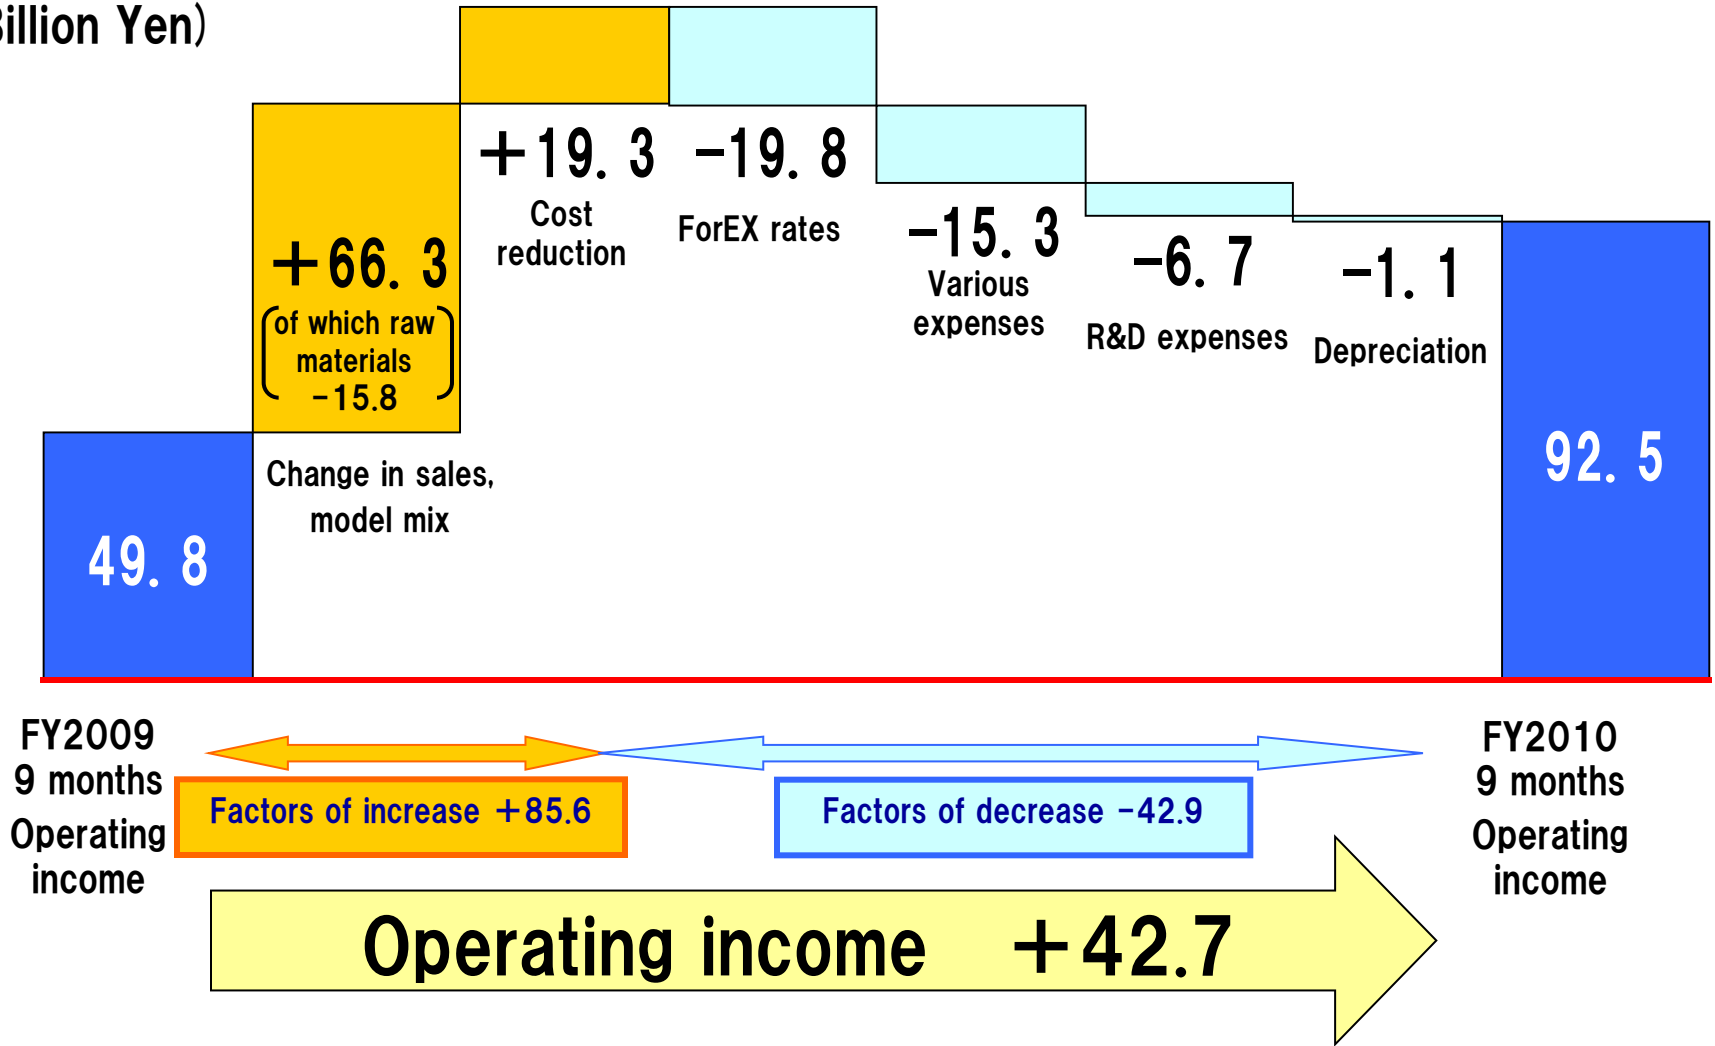 Billion Yen)
+19. 3
Cost
reduction
-19. 8
ForEX rates
-15. 3
Various
expenses
-6. 7
R&D expenses
-1. 1
Depreciation
+66. 3
of which raw
materials
-15.8
Change in sales,
model mix
49. 8
92. 5
FY2009
9 months
Operating
income
Factors of increase +85.6
Factors of decrease -42.9
FY2010
9 months
Operating
income
Operating income +42.7